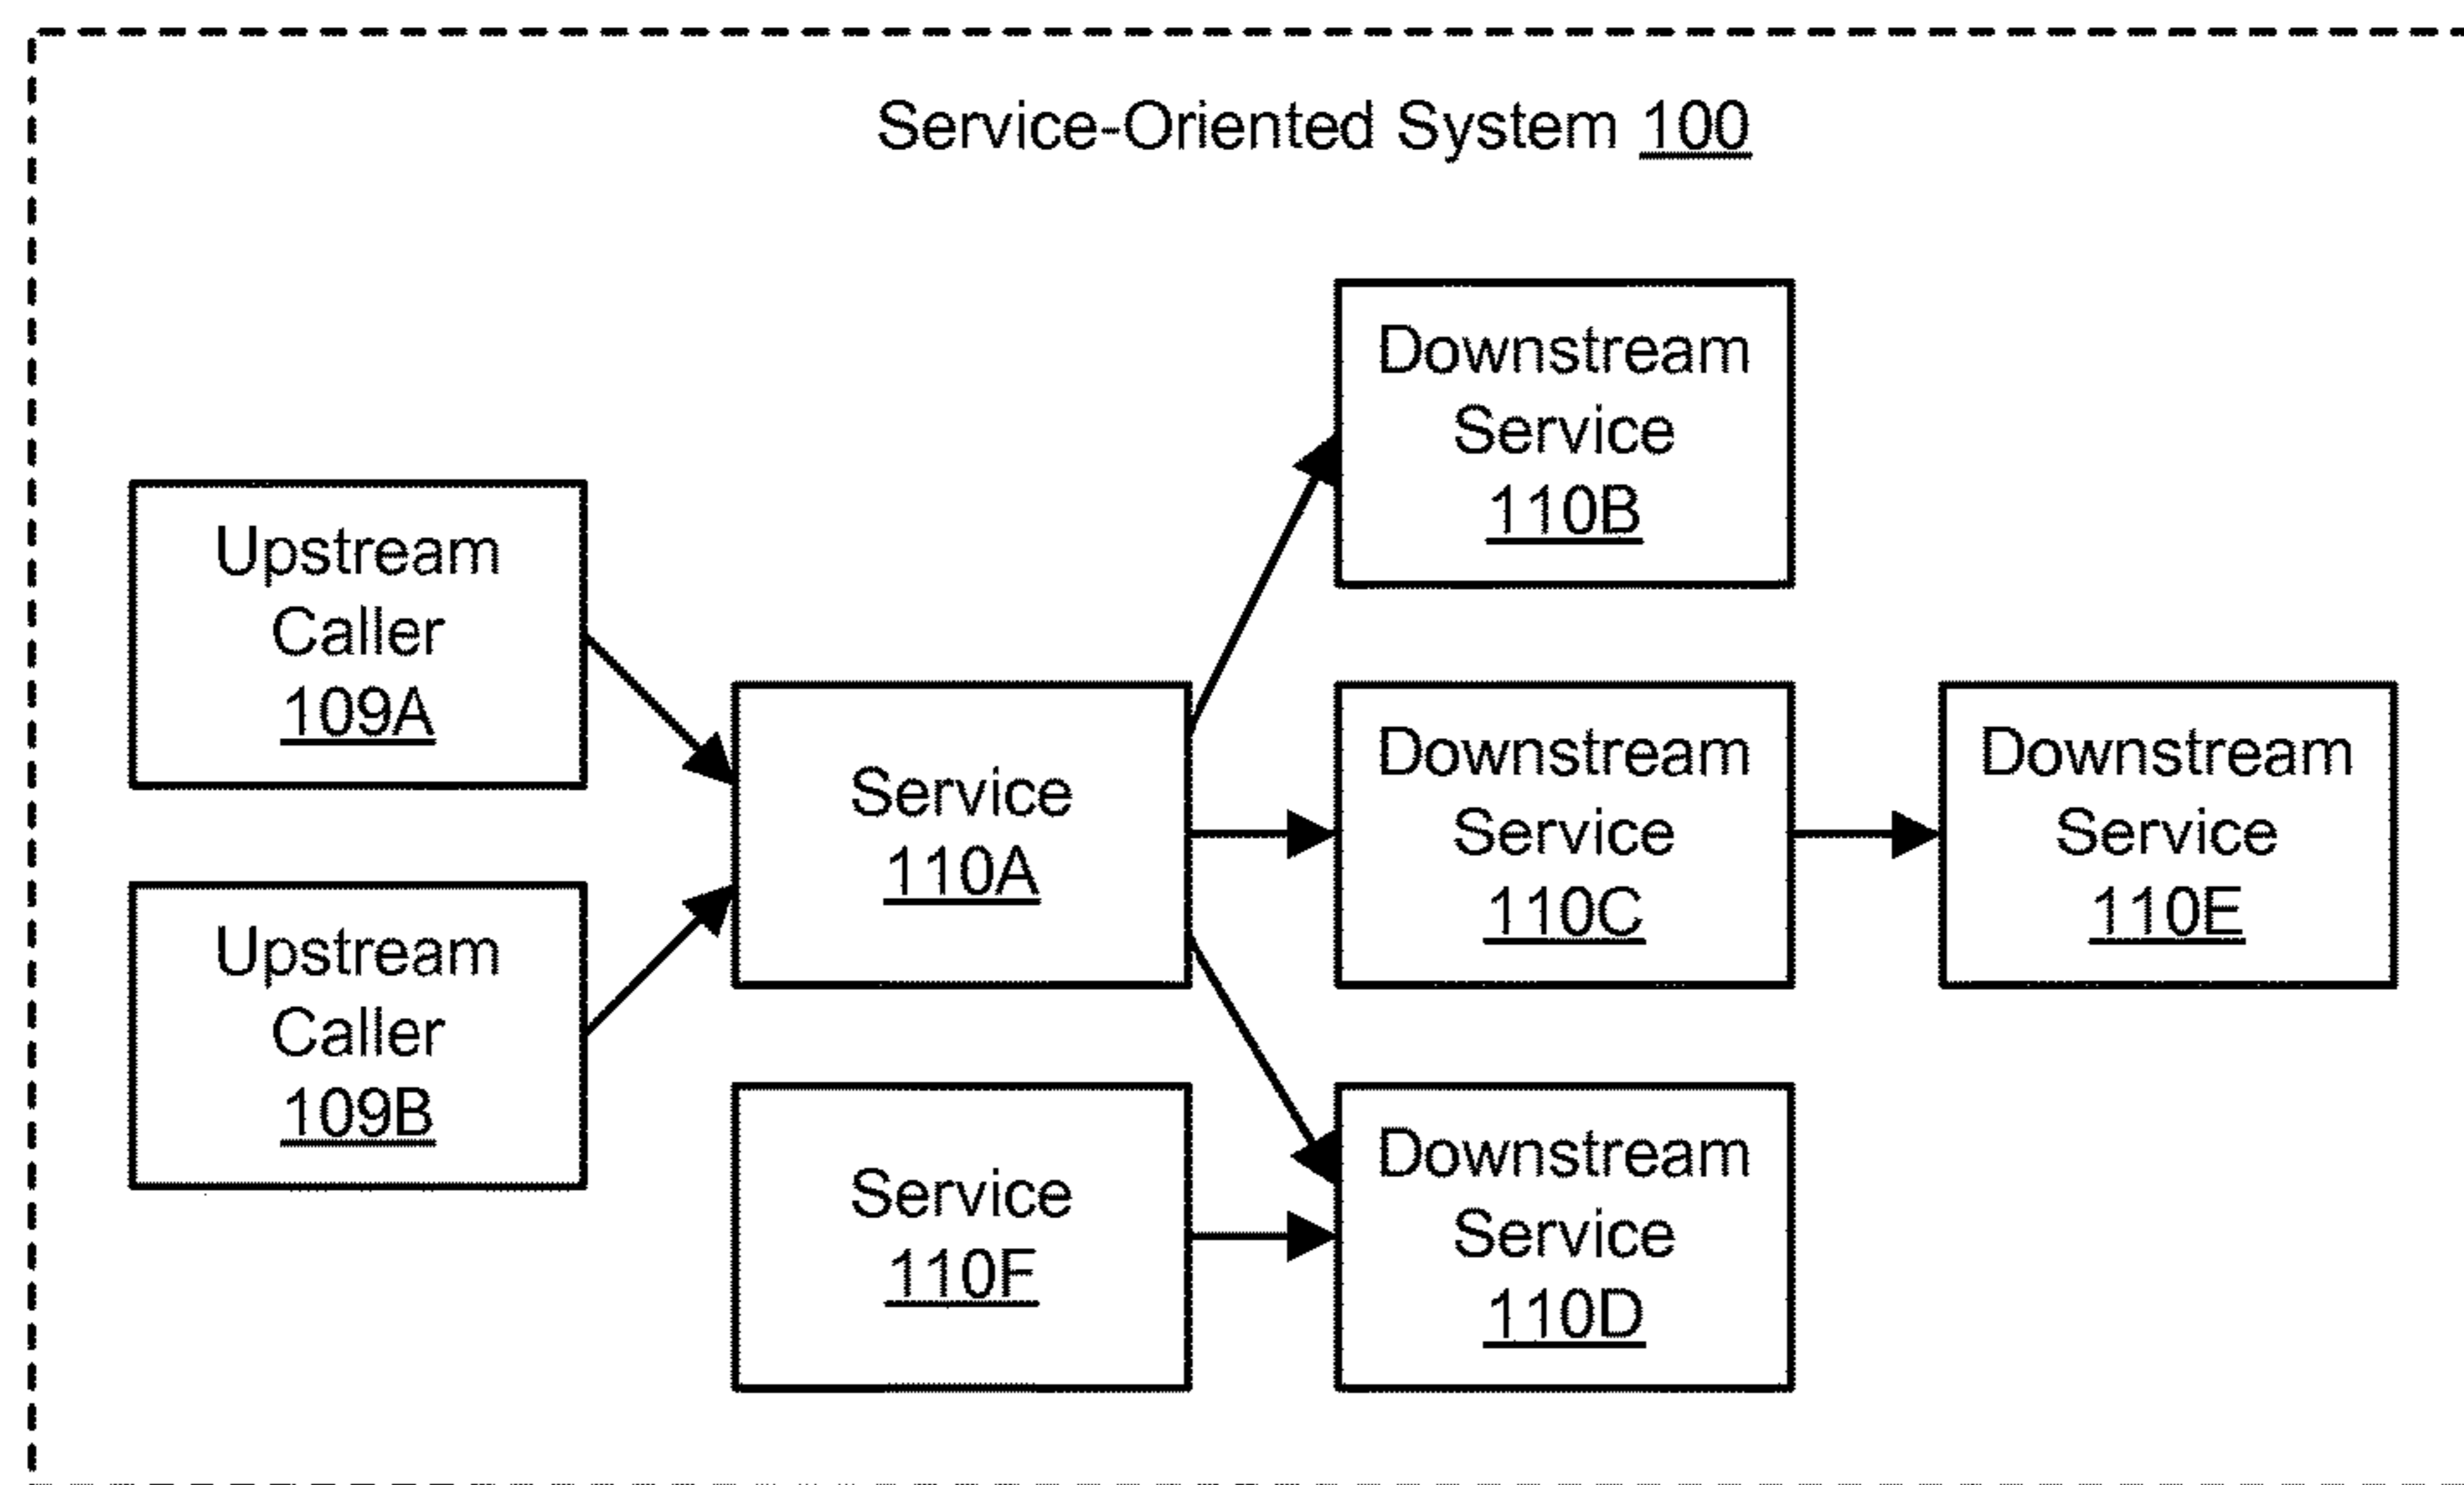 Service-Oriented System 100
Upstream
Caller
109A
Upstream
Caller
109B
Service
110A
Service
110F
Downstream
Service
110B
Downstream
Service
110C
Downstream
Service
110D
Downstream
Service
110E